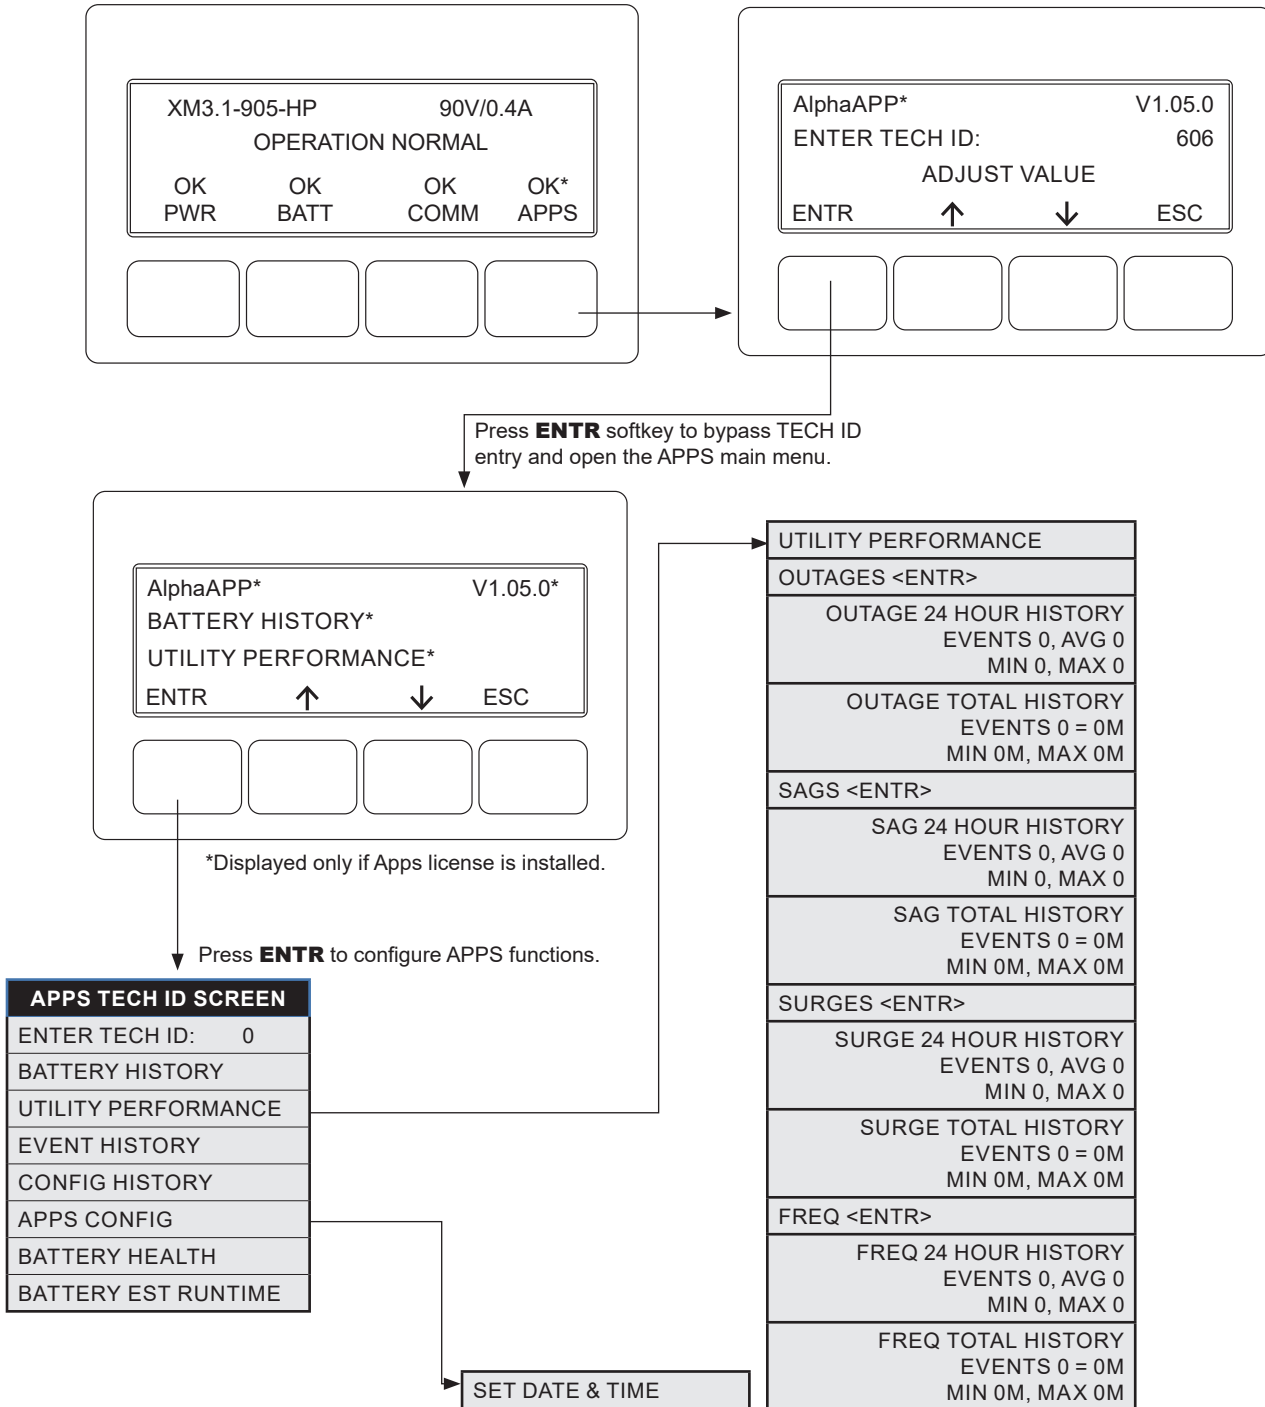 XM3.1-905-HP 90V/0.4A
OPERATION NORMAL
OK OK OK OK*
PWR BATT COMM APPS
AlphaAPP* V1.05.0
ENTER TECH ID: 606
ADJUST VALUE
ENTR ↑ ↓ ESC
Press ENTR softkey to bypass TECH ID
entry and open the APPS main menu.
AlphaAPP* V1.05.0*
BATTERY HISTORY*
UTILITY PERFORMANCE*
ENTR ↑ ↓ ESC
*Displayed only if Apps license is installed.
Press ENTR to configure APPS functions.
APPS TECH ID SCREEN
ENTER TECH ID: 0
BATTERY HISTORY
UTILITY PERFORMANCE
EVENT HISTORY
CONFIG HISTORY
APPS CONFIG
BATTERY HEALTH
BATTERY EST RUNTIME
SET DATE & TIME
UTILITY PERFORMANCE
OUTAGES <ENTR>
OUTAGE 24 HOUR HISTORY
EVENTS 0, AVG 0
MIN 0, MAX 0
OUTAGE TOTAL HISTORY
EVENTS 0 = 0M
MIN 0M, MAX 0M
SAGS <ENTR>
SAG 24 HOUR HISTORY
EVENTS 0, AVG 0
MIN 0, MAX 0
SAG TOTAL HISTORY
EVENTS 0 = 0M
MIN 0M, MAX 0M
SURGES <ENTR>
SURGE 24 HOUR HISTORY
EVENTS 0, AVG 0
MIN 0, MAX 0
SURGE TOTAL HISTORY
EVENTS 0 = 0M
MIN 0M, MAX 0M
FREQ <ENTR>
FREQ 24 HOUR HISTORY
EVENTS 0, AVG 0
MIN 0, MAX 0
FREQ TOTAL HISTORY
EVENTS 0 = 0M
MIN 0M, MAX 0M